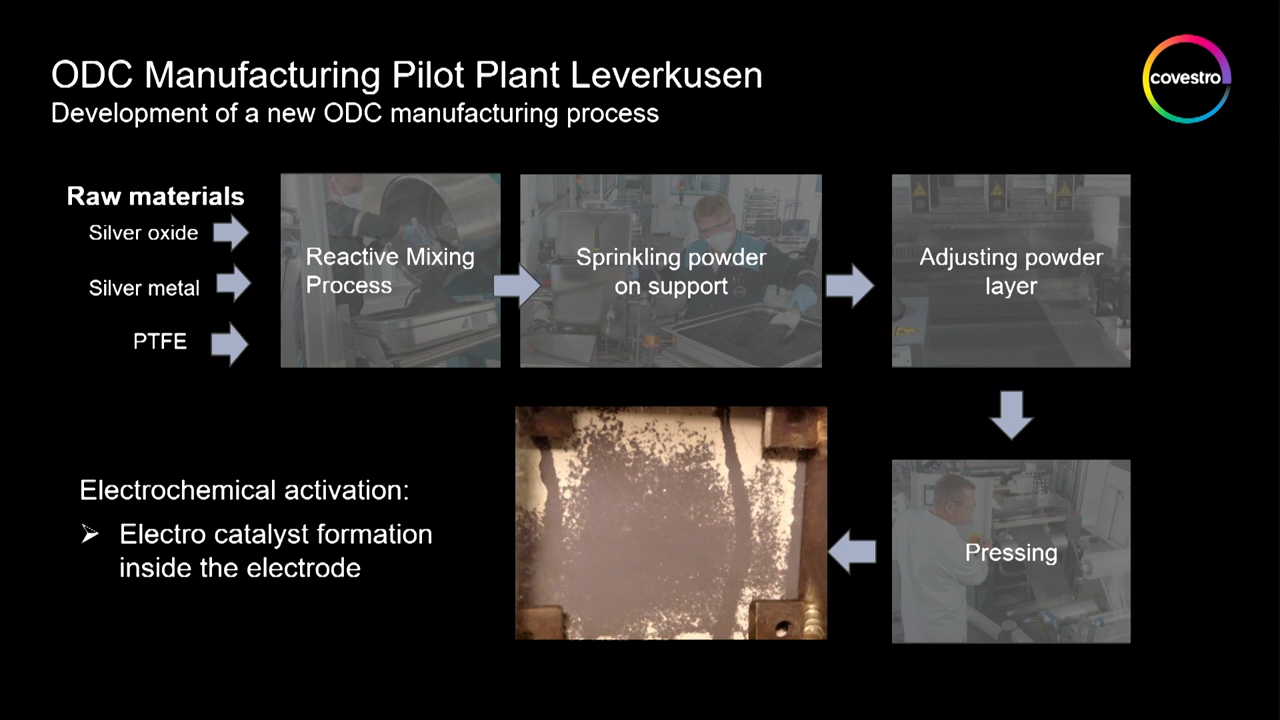 ODC Manufacturing Pilot Plant Leverkusen
Development of a new ODC manufacturing process
covestro
Raw materials
Silver oxide
Silver metal
PTFE
Reactive Mixing
Process
Sprinkling powder
on support
Adjusting powder
layer
Pressing
Electrochemical activation:
Electro catalyst formation
inside the electrode